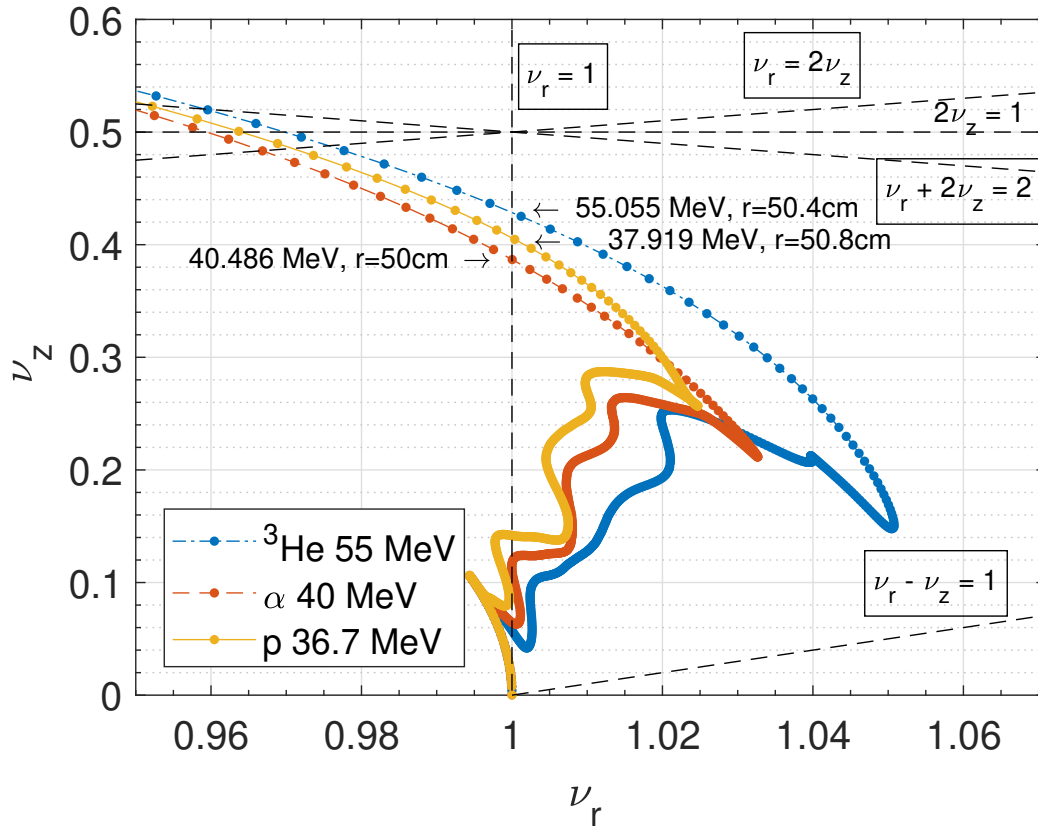 0.6
0.5
0.4
0.3
0.2
0.1
0
ν_z
ν_r = 1
ν_r = 2ν_z
2ν_z = 1
ν_r + 2ν_z = 2
← 55.055 MeV, r=50.4cm
← 37.919 MeV, r=50.8cm
40.486 MeV, r=50cm →
³He 55 MeV
α 40 MeV
p 36.7 MeV
ν_r - ν_z = 1
0.96 0.98 1 1.02 1.04 1.06
ν_r